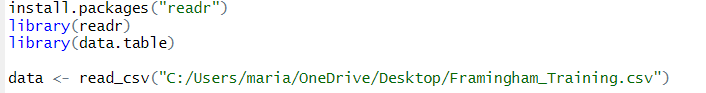 install.packages("readr")
library(readr)
library(data.table)
data <- read_csv("C:/Users/maria/OneDrive/Desktop/Framingham_Training.csv")